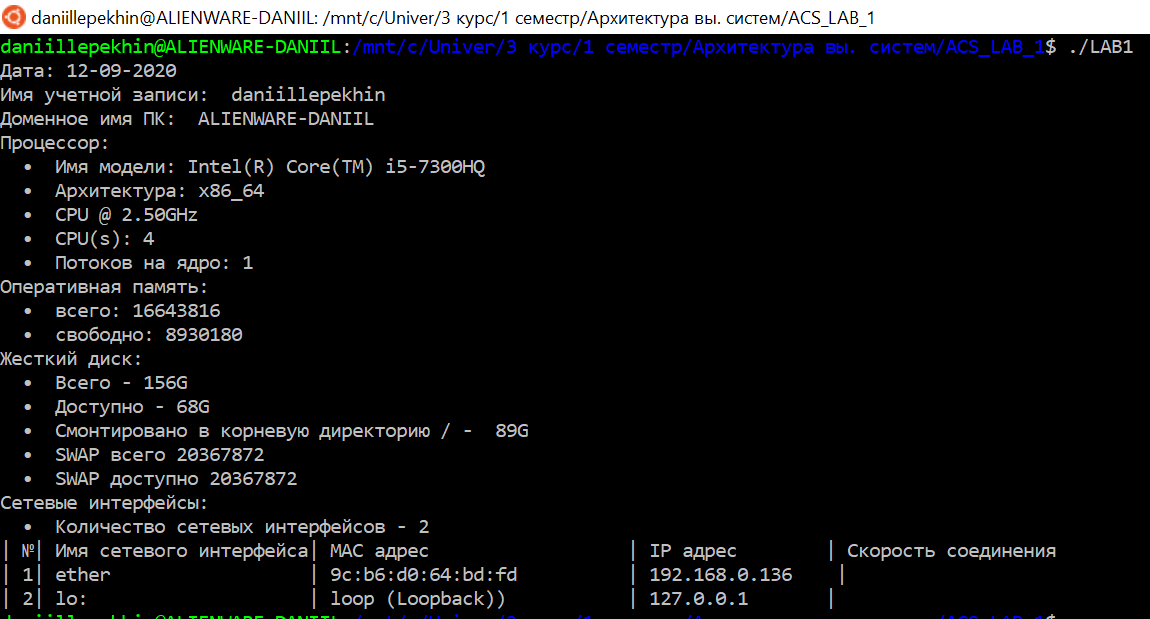 daniillepekhin@ALIENWARE-DANIIL: /mnt/c/Univer/3 курс/1 семестр/Архитектура вы. систем/ACS_LAB_1
daniillepekhin@ALIENWARE-DANIIL:/mnt/c/Univer/3 курс/1 семестр/Архитектура вы. систем/ACS_LAB_1$ ./LAB1
Дата: 12-09-2020
Имя учетной записи:  daniillepekhin
Доменное имя ПК:  ALIENWARE-DANIIL
Процессор:
  •  Имя модели: Intel(R) Core(TM) i5-7300HQ
  •  Архитектура: x86_64
  •  CPU @ 2.50GHz
  •  CPU(s): 4
  •  Потоков на ядро: 1
Оперативная память:
  •  всего: 16643816
  •  свободно: 8930180
Жесткий диск:
  •  Всего - 156G
  •  Доступно - 68G
  •  Смонтировано в корневую директорию / -  89G
  •  SWAP всего 20367872
  •  SWAP доступно 20367872
Сетевые интерфейсы:
  •  Количество сетевых интерфейсов - 2
| №| Имя сетевого интерфейса| MAC адрес | IP адрес | Скорость соединения
| 1| ether | 9c:b6:d0:64:bd:fd | 192.168.0.136 |
| 2| lo: | loop (Loopback)) | 127.0.0.1 |